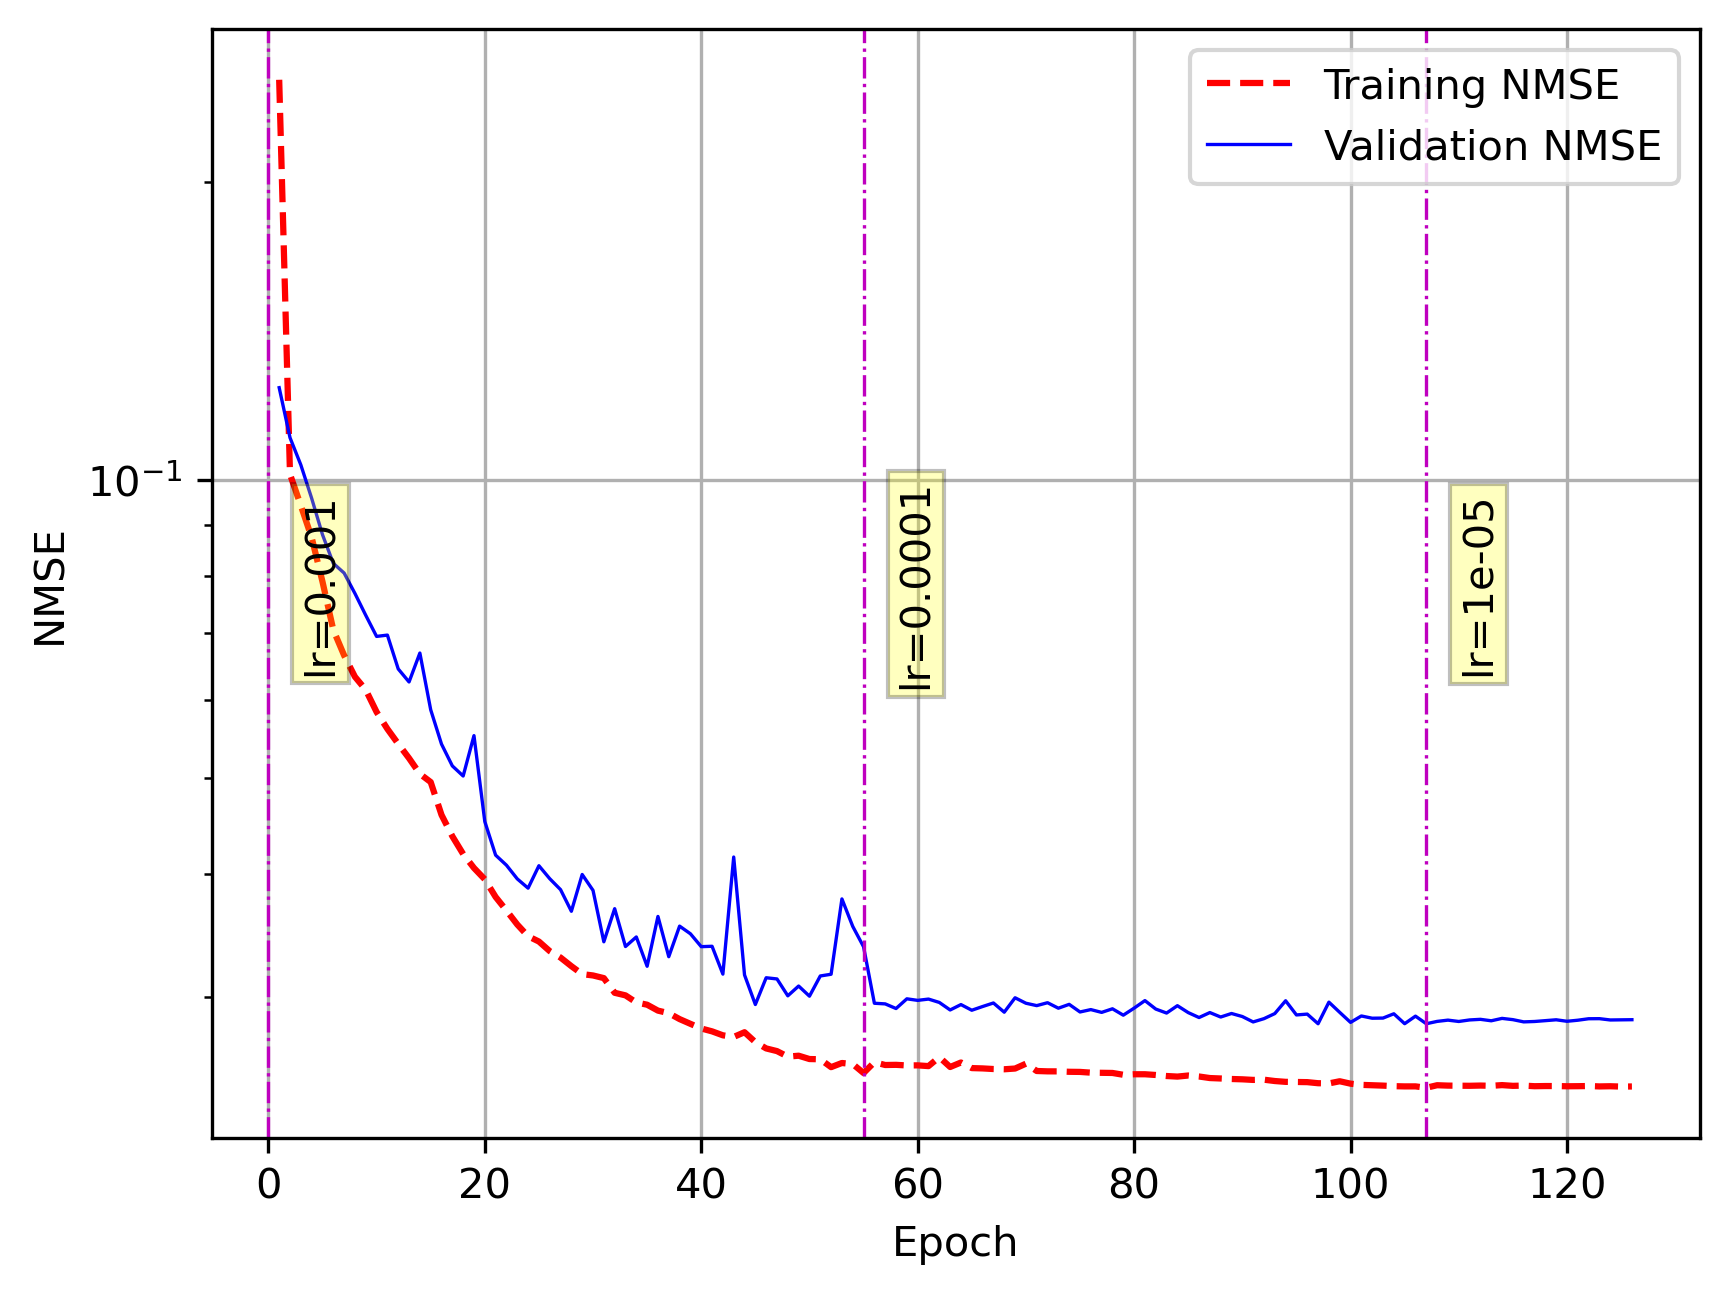 Training NMSE
Validation NMSE
10⁻¹
NMSE
lr=0.001
lr=0.0001
lr=1e-05
0 20 40 60 80 100 120
Epoch